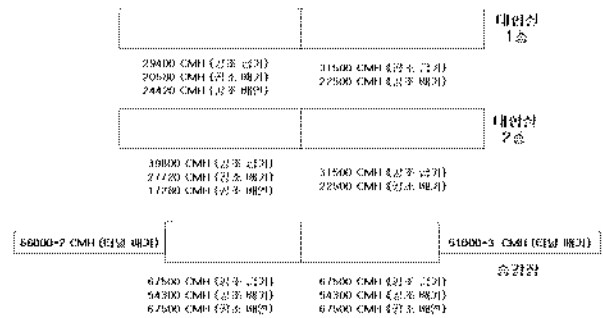 대합실
1층
29400 CMH (공조 급기)
20580 CMH (공조 배기)
24420 CMH (공조 배연)
31500 CMH (공조 급기)
22500 CMH (공조 배기)
대합실
2층
39600 CMH (공조 급기)
27720 CMH (공조 배기)
17280 CMH (공조 배연)
31500 CMH (공조 급기)
22500 CMH (공조 배기)
CMH (터널 배기)
CMH (터널 배기)
승강장
67500 CMH (공조 급기)
54300 CMH (공조 배기)
67500 CMH (공조 배연)
67500 CMH (공조 급기)
54300 CMH (공조 배기)
67500 CMH (공조 배연)